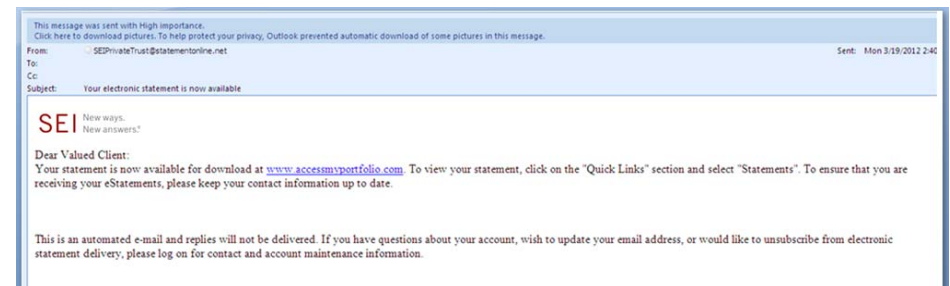 This message was sent with High importance.
Click here to download pictures. To help protect your privacy, Outlook prevented automatic download of some pictures in this message.
From: SEIPrivateTrust@statementonline.net Sent: Mon 3/19/2012 2:40
To:
Cc:
Subject: Your electronic statement is now available
SEI New ways.
New answers.®
Dear Valued Client:
Your statement is now available for download at www.accessmyportfolio.com. To view your statement, click on the "Quick Links" section and select "Statements". To ensure that you are
receiving your eStatements, please keep your contact information up to date.
This is an automated e-mail and replies will not be delivered. If you have questions about your account, wish to update your email address, or would like to unsubscribe from electronic
statement delivery, please log on for contact and account maintenance information.